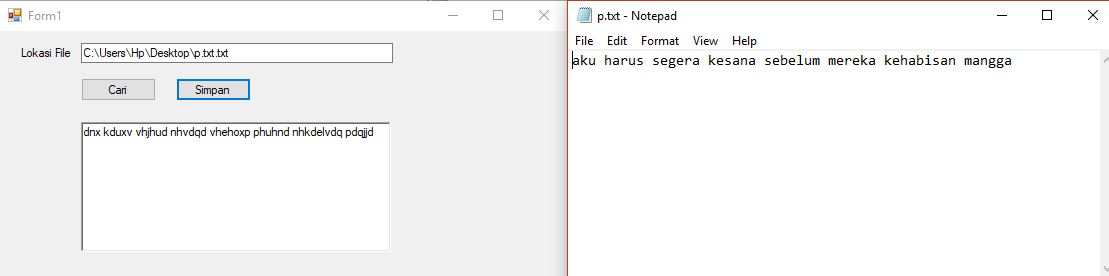 Form1
Lokasi File C:\Users\Hp\Desktop\p.txt.txt
Cari Simpan
dnx kduxv vhjhud nhvdqd vhehoxp phuhnd nhkdelvdq pdqjjd
p.txt - Notepad
File Edit Format View Help
aku harus segera kesana sebelum mereka kehabisan mangga